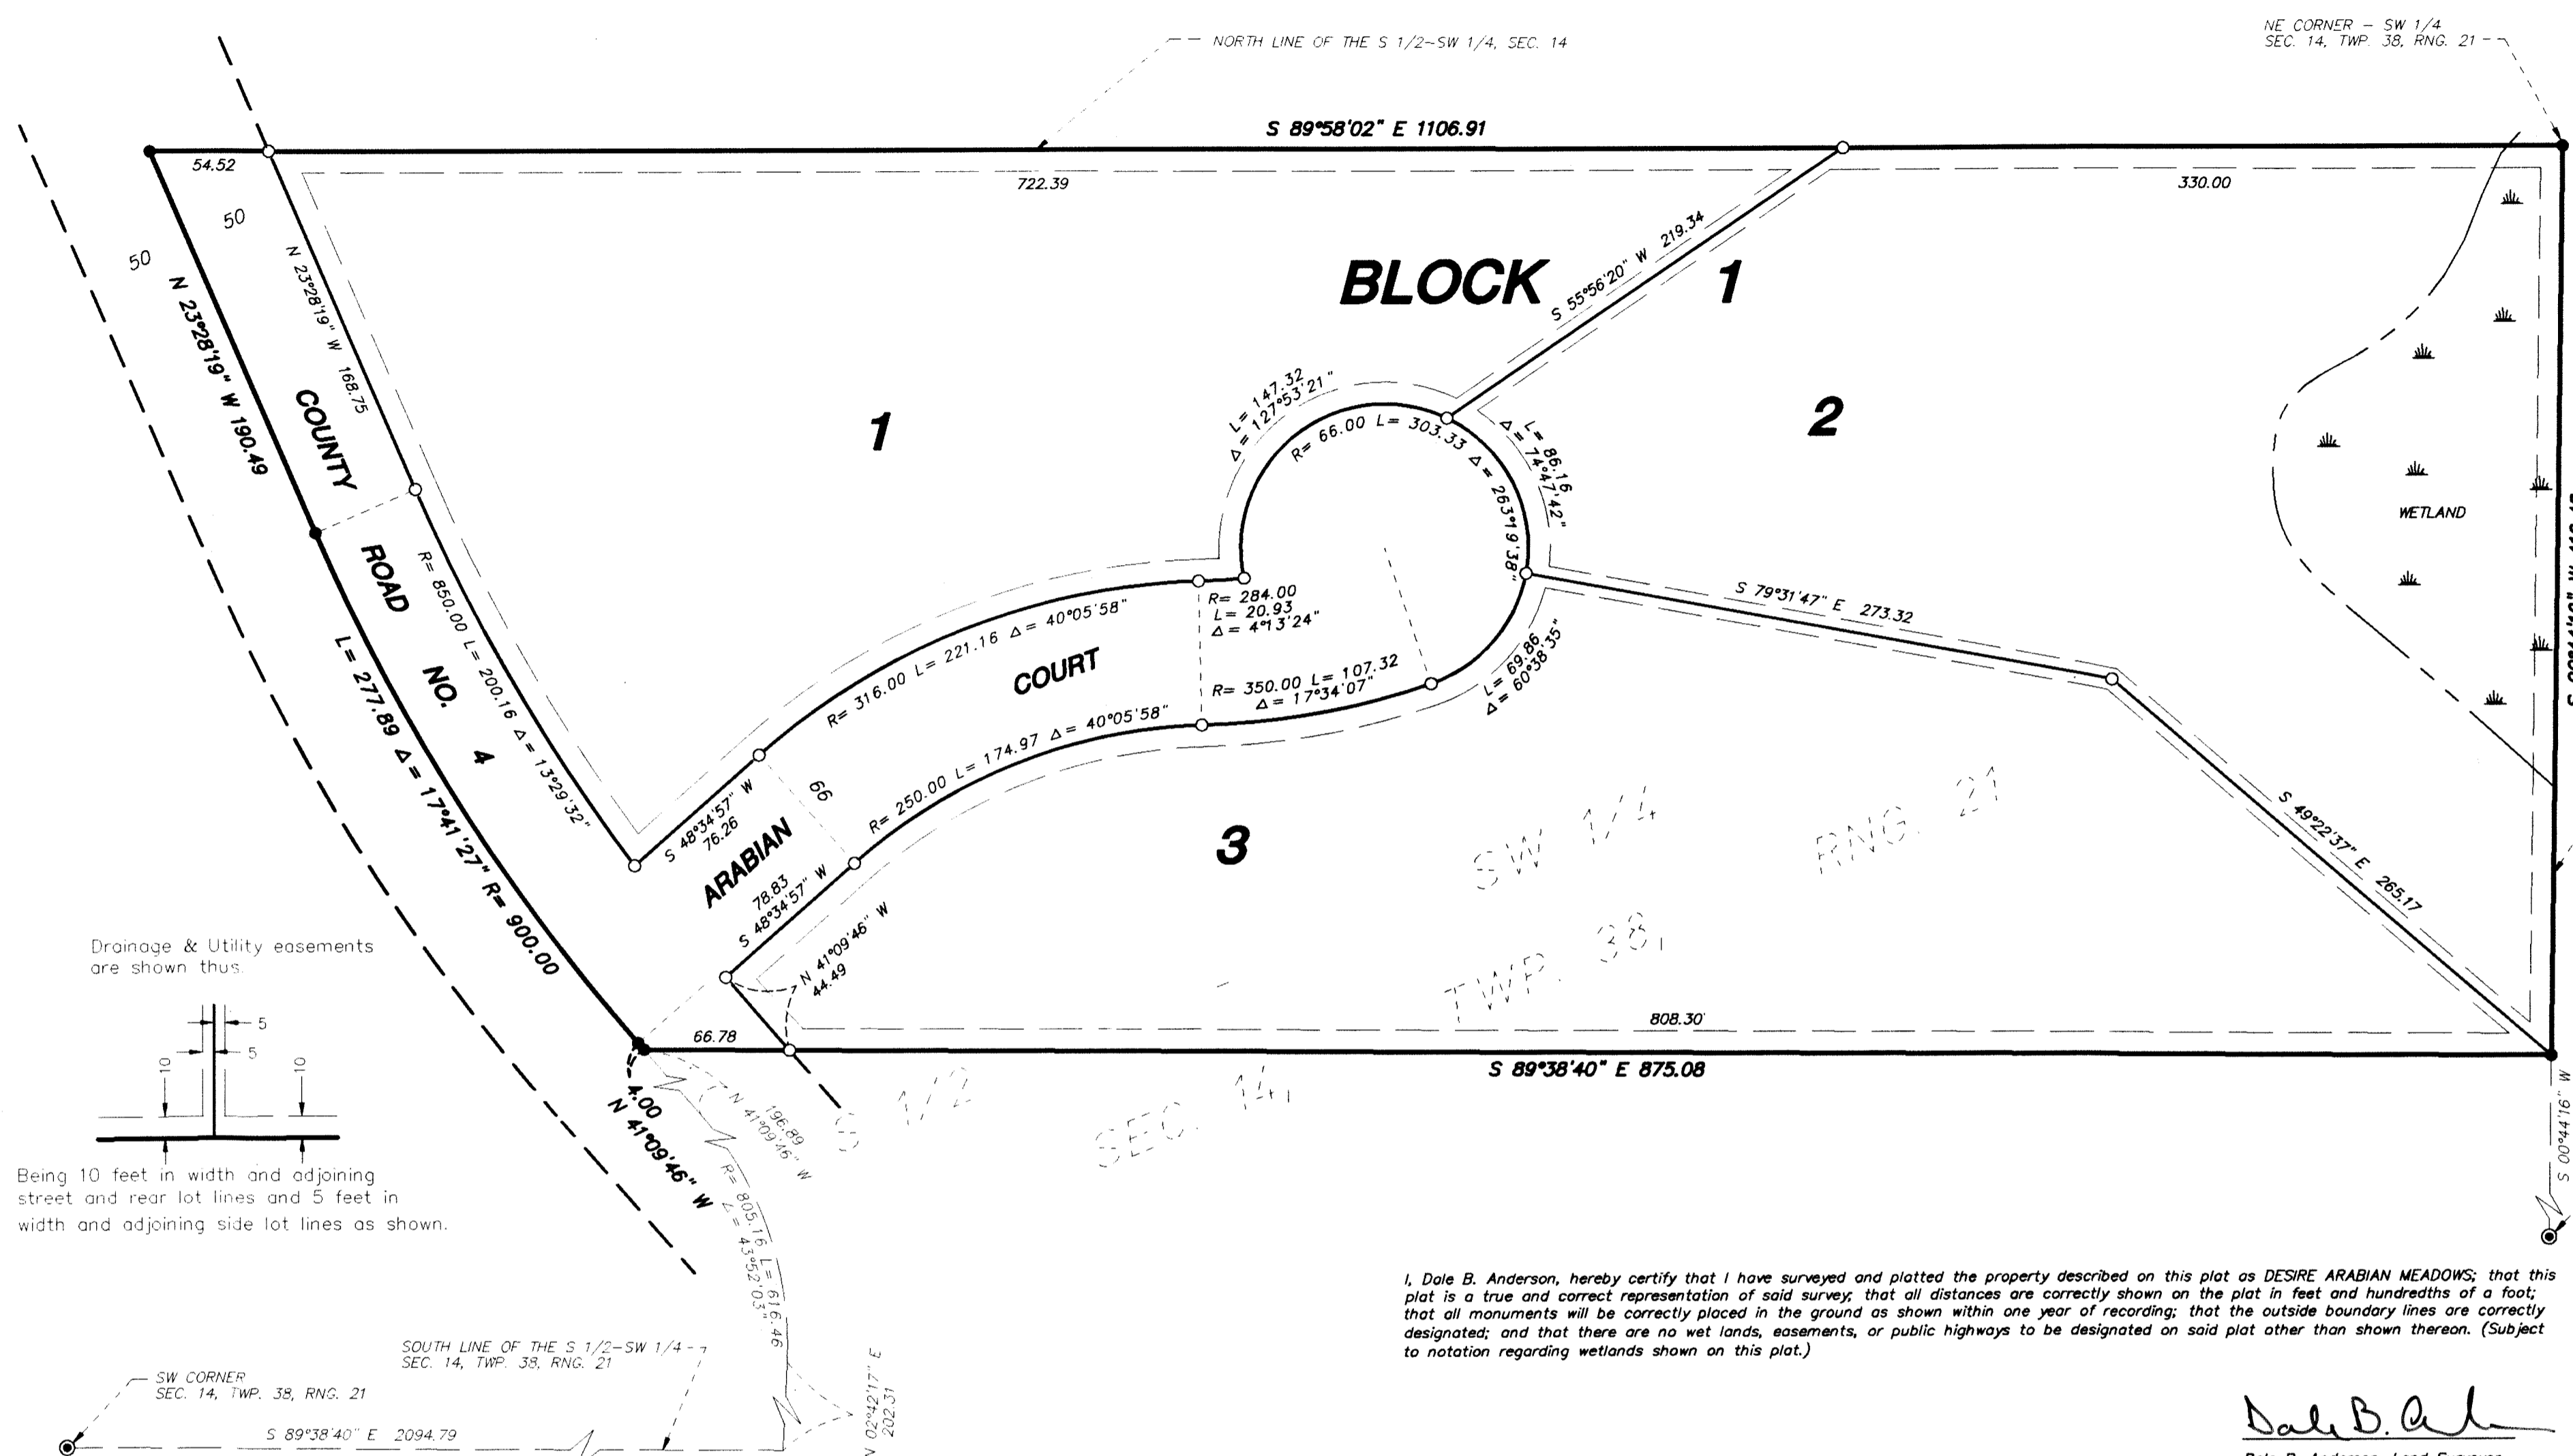 NORTH LINE OF THE S 1/2-SW 1/4, SEC. 14
NE CORNER - SW 1/4
SEC. 14, TWP. 38, RNG. 21
S 89°58'02" E 1106.91
54.52
722.39
330.00
50
50
N 23°28'19" W 190.49
N 23°28'19" W 168.75
COUNTY
ROAD
NO.
4
BLOCK
1
S 55°56'20" W 219.34
1
2
L= 147.32
Δ= 127°53'21"
R= 66.00 L= 303.33 Δ= 263°19'38"
L= 86.16
Δ= 74°47'42"
WETLAND
R= 850.00 L= 200.16 Δ= 13°29'32"
L= 277.89 Δ= 17°41'27" R= 900.00
R= 316.00 L= 221.16 Δ= 40°05'58"
R= 284.00
L= 20.93
Δ= 4°13'24"
COURT
R= 350.00 L= 107.32
Δ= 17°34'07"
L= 69.86
Δ= 60°38'35"
S 79°31'47" E 273.32
R= 250.00 L= 174.97 Δ= 40°05'58"
S 48°34'57" W
76.26
66
ARABIAN
78.83
S 48°34'57" W
N 41°09'46" W
44.49
3
SW 1/4
RNG. 21
TWP. 38,
S 49°22'37" E 265.17
808.30'
66.78
S 89°38'40" E 875.08
S 1/2
SEC. 14,
4.00
N 41°09'46" W
196.89
N 41°09'46" W
R= 805.16 L= 616.46
Δ= 43°52'03"
S 00°44'16" W
Drainage & Utility easements
are shown thus.
5
5
10
10
Being 10 feet in width and adjoining
street and rear lot lines and 5 feet in
width and adjoining side lot lines as shown.
I, Dale B. Anderson, hereby certify that I have surveyed and platted the property described on this plat as DESIRE ARABIAN MEADOWS; that this
plat is a true and correct representation of said survey; that all distances are correctly shown on the plat in feet and hundredths of a foot;
that all monuments will be correctly placed in the ground as shown within one year of recording; that the outside boundary lines are correctly
designated; and that there are no wet lands, easements, or public highways to be designated on said plat other than shown thereon. (Subject
to notation regarding wetlands shown on this plat.)
SOUTH LINE OF THE S 1/2-SW 1/4
SEC. 14, TWP. 38, RNG. 21
SW CORNER
SEC. 14, TWP. 38, RNG. 21
S 89°38'40" E 2094.79
N 02°42'17" E
202.31
Dale B.
Dale B. Anderson, Land Surveyor